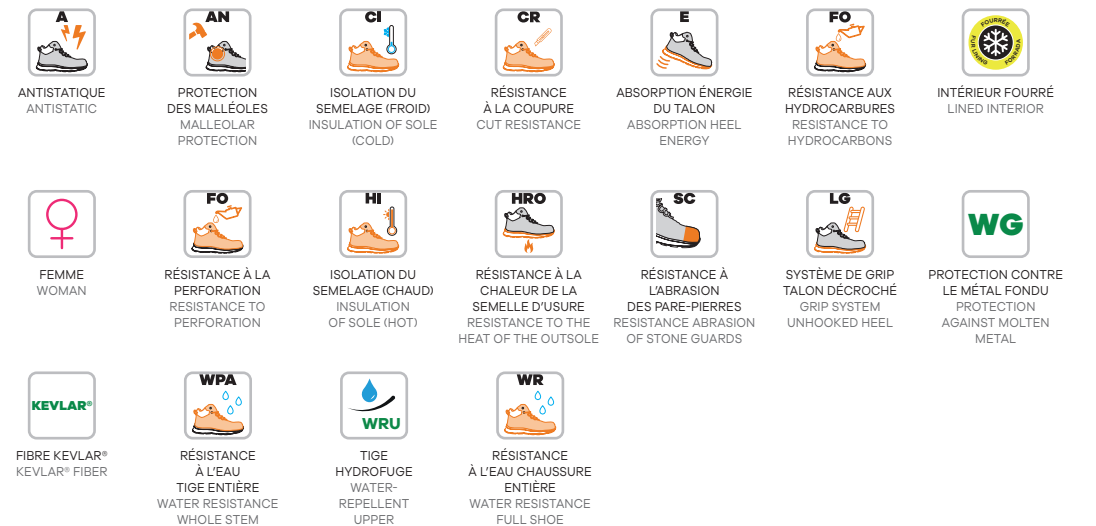 A
ANTISTATIQUE
ANTISTATIC
AN
PROTECTION
DES MALLÉOLES
MALLEOLAR
PROTECTION
CI
ISOLATION DU
SEMELAGE (FROID)
INSULATION OF SOLE
(COLD)
CR
RÉSISTANCE
À LA COUPURE
CUT RESISTANCE
E
ABSORPTION ÉNERGIE
DU TALON
ABSORPTION HEEL
ENERGY
FO
RÉSISTANCE AUX
HYDROCARBURES
RESISTANCE TO
HYDROCARBONS
FOURRÉE
FUR LINING
FORRADA
INTÉRIEUR FOURRÉ
LINED INTERIOR
FEMME
WOMAN
FO
RÉSISTANCE À LA
PERFORATION
RESISTANCE TO
PERFORATION
HI
ISOLATION DU
SEMELAGE (CHAUD)
INSULATION
OF SOLE (HOT)
HRO
RÉSISTANCE À LA
CHALEUR DE LA
SEMELLE D'USURE
RESISTANCE TO THE
HEAT OF THE OUTSOLE
SC
RÉSISTANCE À
L'ABRASION
DES PARE-PIERRES
RESISTANCE ABRASION
OF STONE GUARDS
LG
SYSTÈME DE GRIP
TALON DÉCROCHÉ
GRIP SYSTEM
UNHOOKED HEEL
WG
PROTECTION CONTRE
LE MÉTAL FONDU
PROTECTION
AGAINST MOLTEN
METAL
KEVLAR®
FIBRE KEVLAR®
KEVLAR® FIBER
WPA
RÉSISTANCE
À L'EAU
TIGE ENTIÈRE
WATER RESISTANCE
WHOLE STEM
WRU
TIGE
HYDROFUGE
WATER-
REPELLENT
UPPER
WR
RÉSISTANCE
À L'EAU CHAUSSURE
ENTIÈRE
WATER RESISTANCE
FULL SHOE